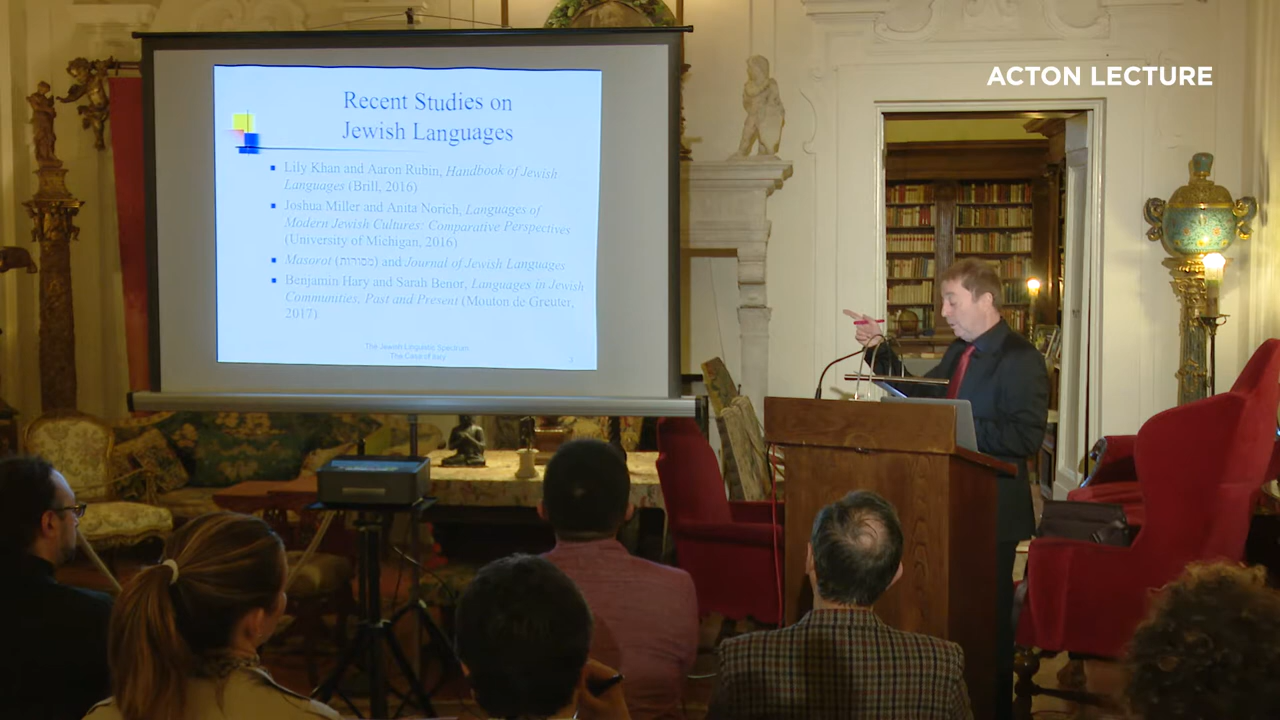 ACTON LECTURE
Recent Studies on
Jewish Languages
Lily Khan and Aaron Rubin, Handbook of Jewish
Languages (Brill, 2016)
Joshua Miller and Anita Norich, Languages of
Modern Jewish Cultures: Comparative Perspectives
(University of Michigan, 2016)
Masorot (מסורות) and Journal of Jewish Languages
Benjamin Hary and Sarah Benor, Languages in Jewish
Communities, Past and Present (Mouton de Greuter,
2017)
The Jewish Linguistic Spectrum
The Case of Italy
3